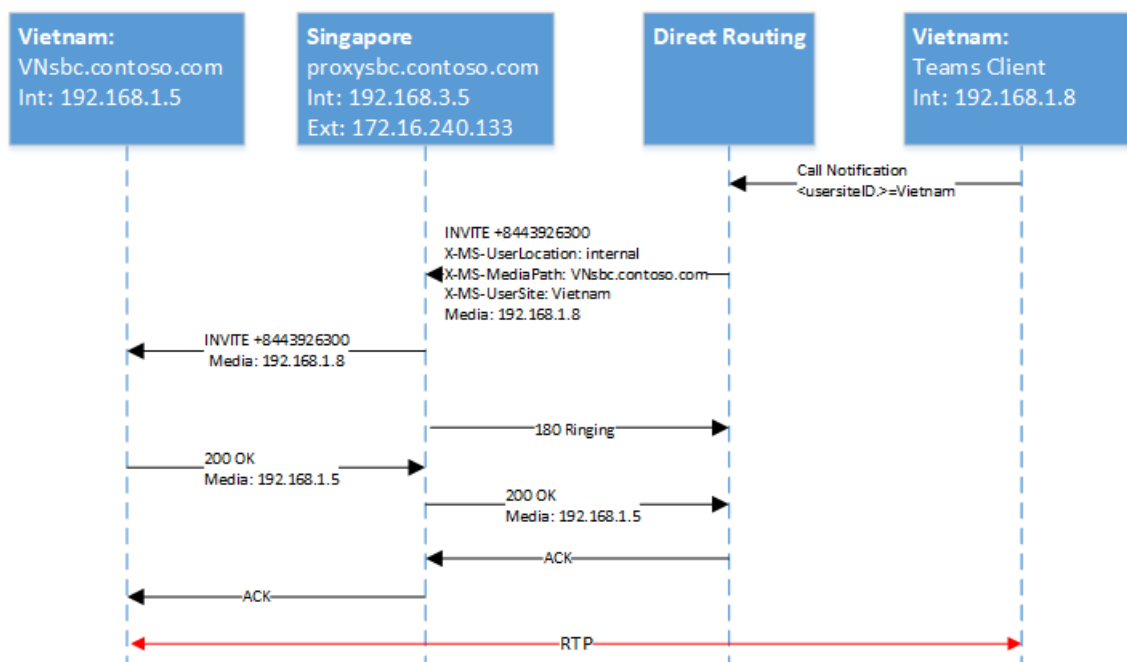 Vietnam:
VNsbc.contoso.com
Int: 192.168.1.5
Singapore
proxysbc.contoso.com
Int: 192.168.3.5
Ext: 172.16.240.133
Direct Routing
Vietnam:
Teams Client
Int: 192.168.1.8
Call Notification
<usersiteID.>=Vietnam
INVITE +8443926300
X-MS-UserLocation: internal
X-MS-MediaPath: VNsbc.contoso.com
X-MS-UserSite: Vietnam
Media: 192.168.1.8
INVITE +8443926300
Media: 192.168.1.8
180 Ringing
200 OK
Media: 192.168.1.5
200 OK
Media: 192.168.1.5
ACK
ACK
RTP